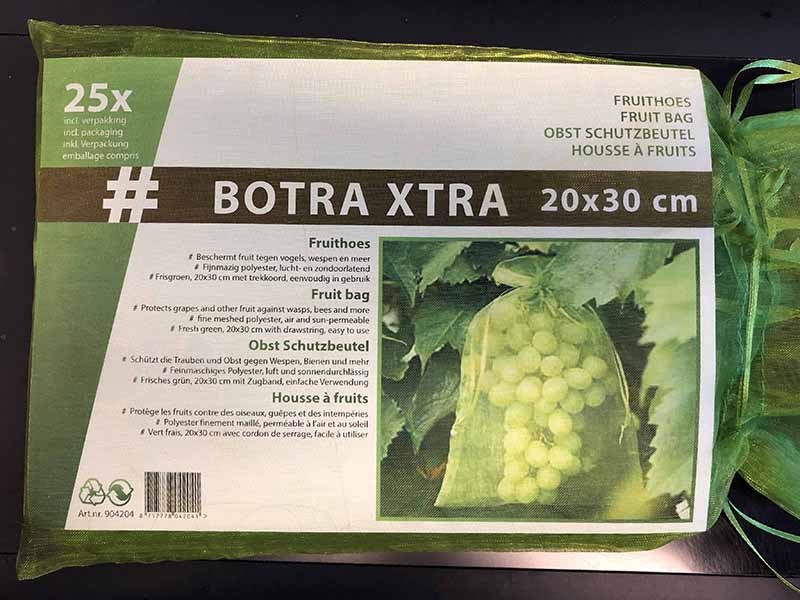 25x
incl. verpakking
incl. packaging
inkl. Verpackung
emballage compris
FRUITHOES
FRUIT BAG
OBST SCHUTZBEUTEL
HOUSSE À FRUITS
# BOTRA XTRA 20x30 cm
Fruithoes
# Beschermt fruit tegen vogels, wespen en meer
# Fijnmazig polyester, lucht- en zondoorlatend
# Frisgroen, 20x30 cm met trekkoord, eenvoudig in gebruik
Fruit bag
# Protects grapes and other fruit against wasps, bees and more
# fine meshed polyester, air and sun-permeable
# Fresh green, 20x30 cm with drawstring, easy to use
Obst Schutzbeutel
# Schützt die Trauben und Obst gegen Wespen, Bienen und mehr
# Feinmaschiges Polyester, luft und sonnendurchlässig
# Frisches grün, 20x30 cm mit Zugband, einfache Verwendung
Housse à fruits
# Protège les fruits contre des oiseaux, guêpes et des intempéries
# Polyester finement maillé, perméable à l'air et au soleil
# Vert frais, 20x30 cm avec cordon de serrage, facile à utiliser
Art.nr. 904204
8 717778 042041 >